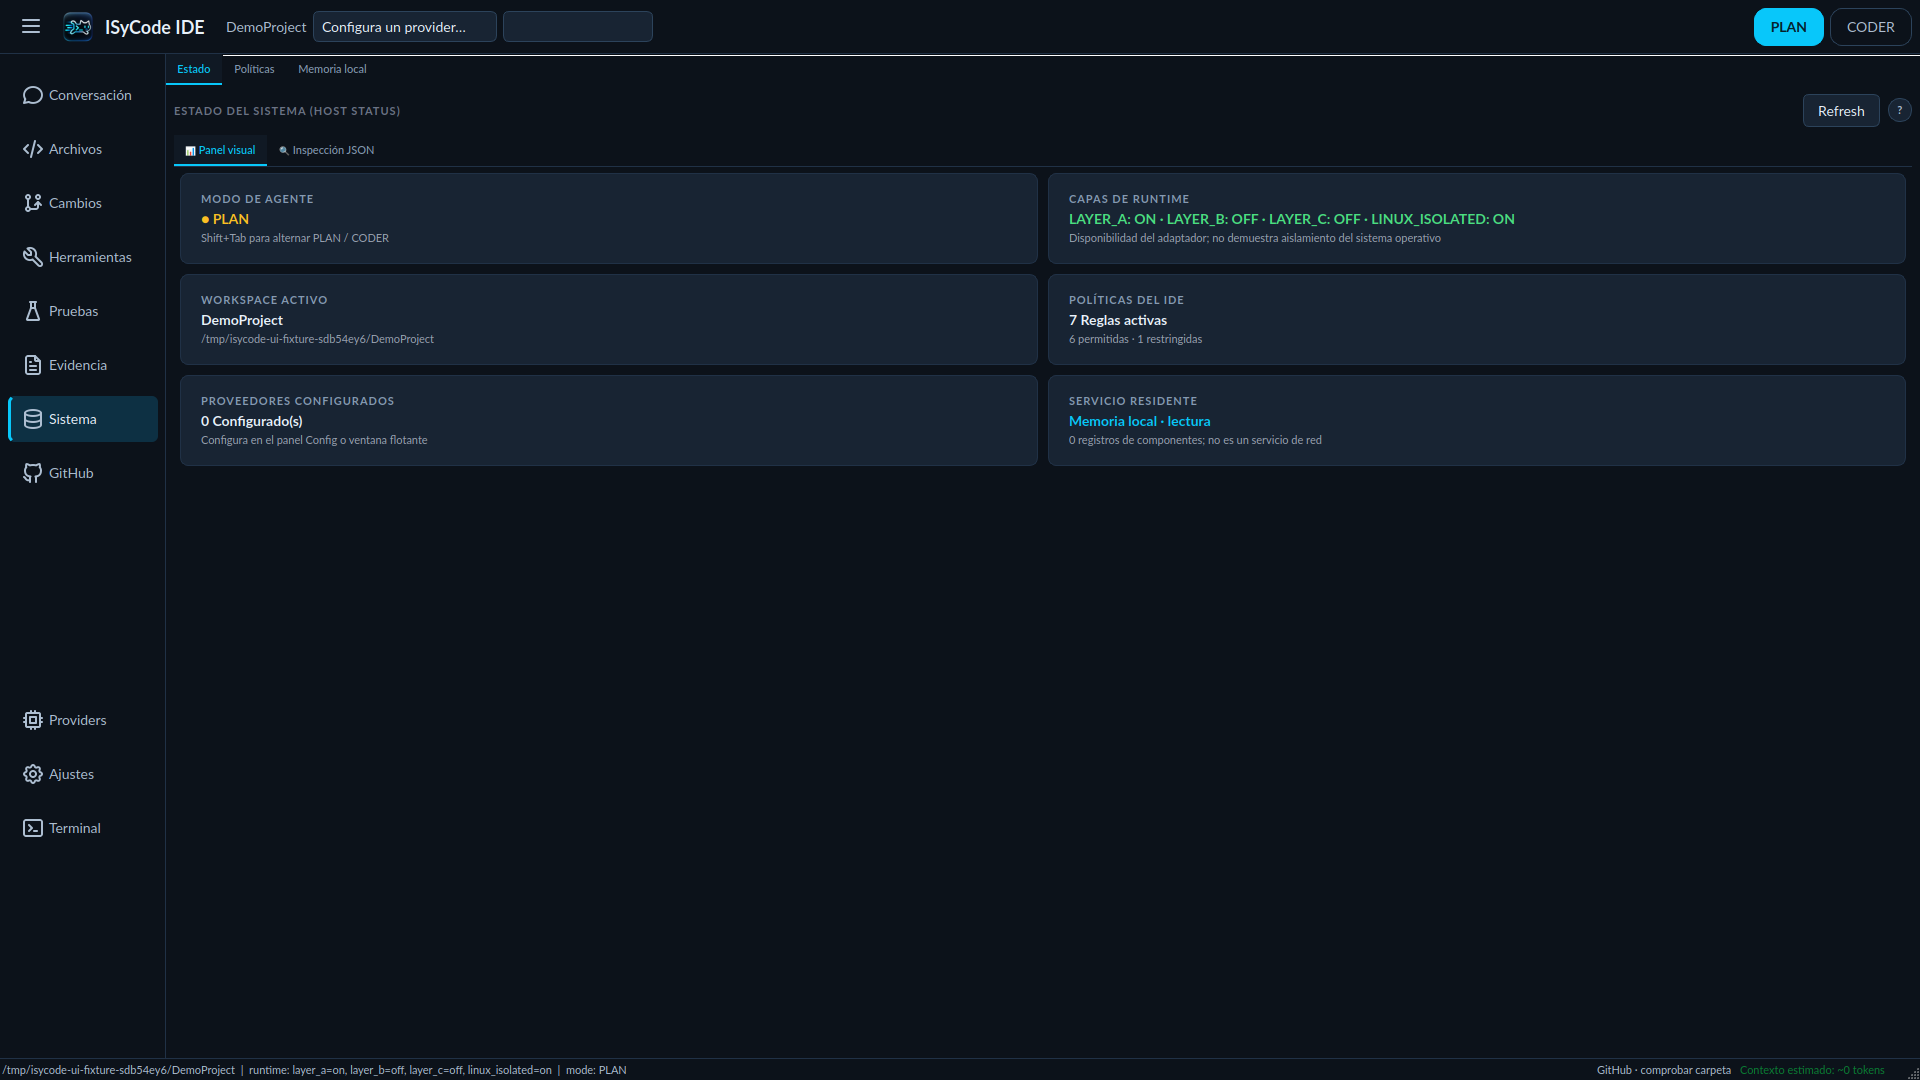 ISyCode IDE DemoProject Configura un provider... PLAN CODER
Conversación
Archivos
Cambios
Herramientas
Pruebas
Evidencia
Sistema
GitHub
Providers
Ajustes
Terminal
Estado Políticas Memoria local
ESTADO DEL SISTEMA (HOST STATUS) Refresh ?
Panel visual Inspección JSON
MODO DE AGENTE
● PLAN
Shift+Tab para alternar PLAN / CODER
CAPAS DE RUNTIME
LAYER_A: ON · LAYER_B: OFF · LAYER_C: OFF · LINUX_ISOLATED: ON
Disponibilidad del adaptador; no demuestra aislamiento del sistema operativo
WORKSPACE ACTIVO
DemoProject
/tmp/isycode-ui-fixture-sdb54ey6/DemoProject
POLÍTICAS DEL IDE
7 Reglas activas
6 permitidas · 1 restringidas
PROVEEDORES CONFIGURADOS
0 Configurado(s)
Configura en el panel Config o ventana flotante
SERVICIO RESIDENTE
Memoria local · lectura
0 registros de componentes; no es un servicio de red
/tmp/isycode-ui-fixture-sdb54ey6/DemoProject | runtime: layer_a=on, layer_b=off, layer_c=off, linux_isolated=on | mode: PLAN
GitHub · comprobar carpeta Contexto estimado: ~0 tokens